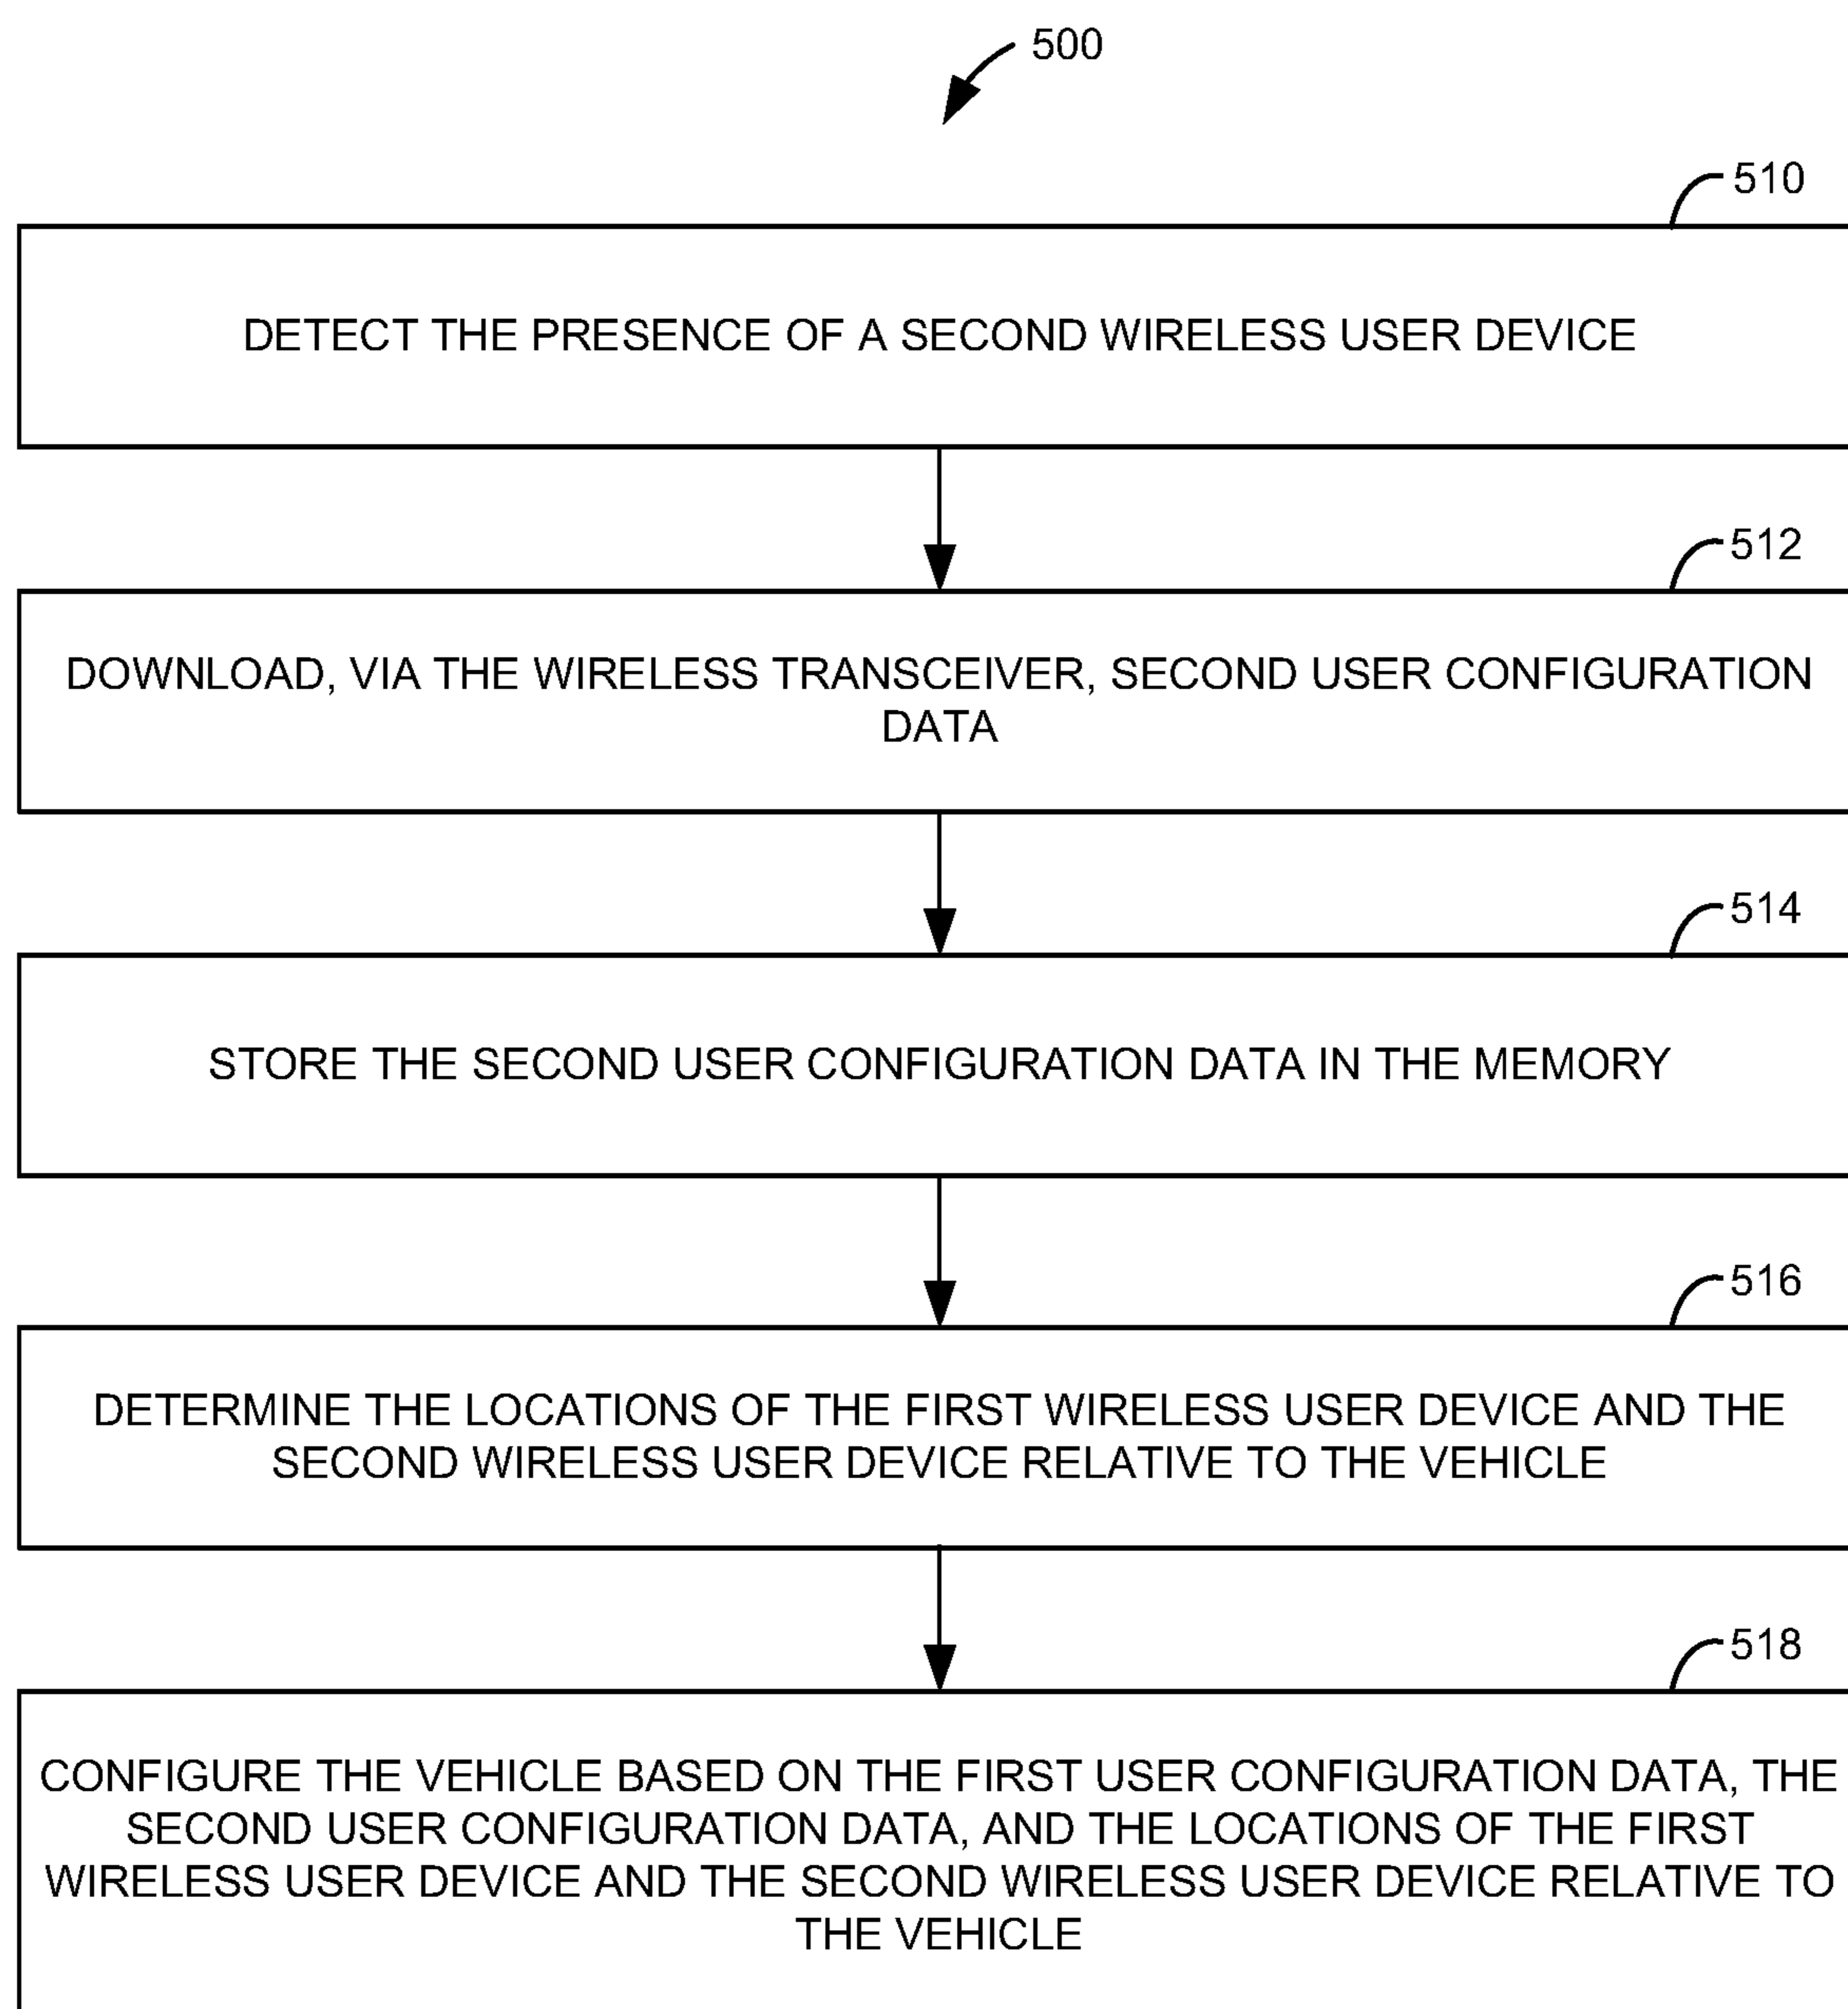 500
510
DETECT THE PRESENCE OF A SECOND WIRELESS USER DEVICE
512
DOWNLOAD, VIA THE WIRELESS TRANSCEIVER, SECOND USER CONFIGURATION
DATA
514
STORE THE SECOND USER CONFIGURATION DATA IN THE MEMORY
516
DETERMINE THE LOCATIONS OF THE FIRST WIRELESS USER DEVICE AND THE
SECOND WIRELESS USER DEVICE RELATIVE TO THE VEHICLE
518
CONFIGURE THE VEHICLE BASED ON THE FIRST USER CONFIGURATION DATA, THE
SECOND USER CONFIGURATION DATA, AND THE LOCATIONS OF THE FIRST
WIRELESS USER DEVICE AND THE SECOND WIRELESS USER DEVICE RELATIVE TO
THE VEHICLE